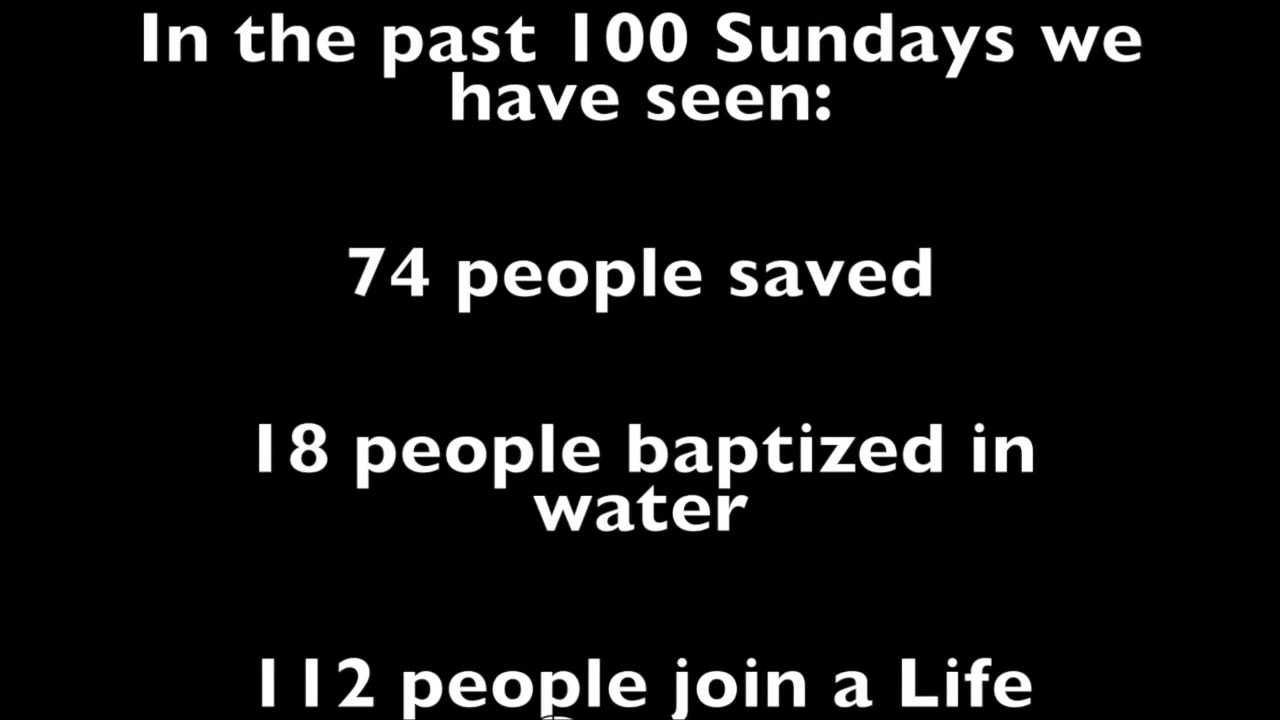 In the past 100 Sundays we
have seen:
74 people saved
18 people baptized in
water
112 people join a Life